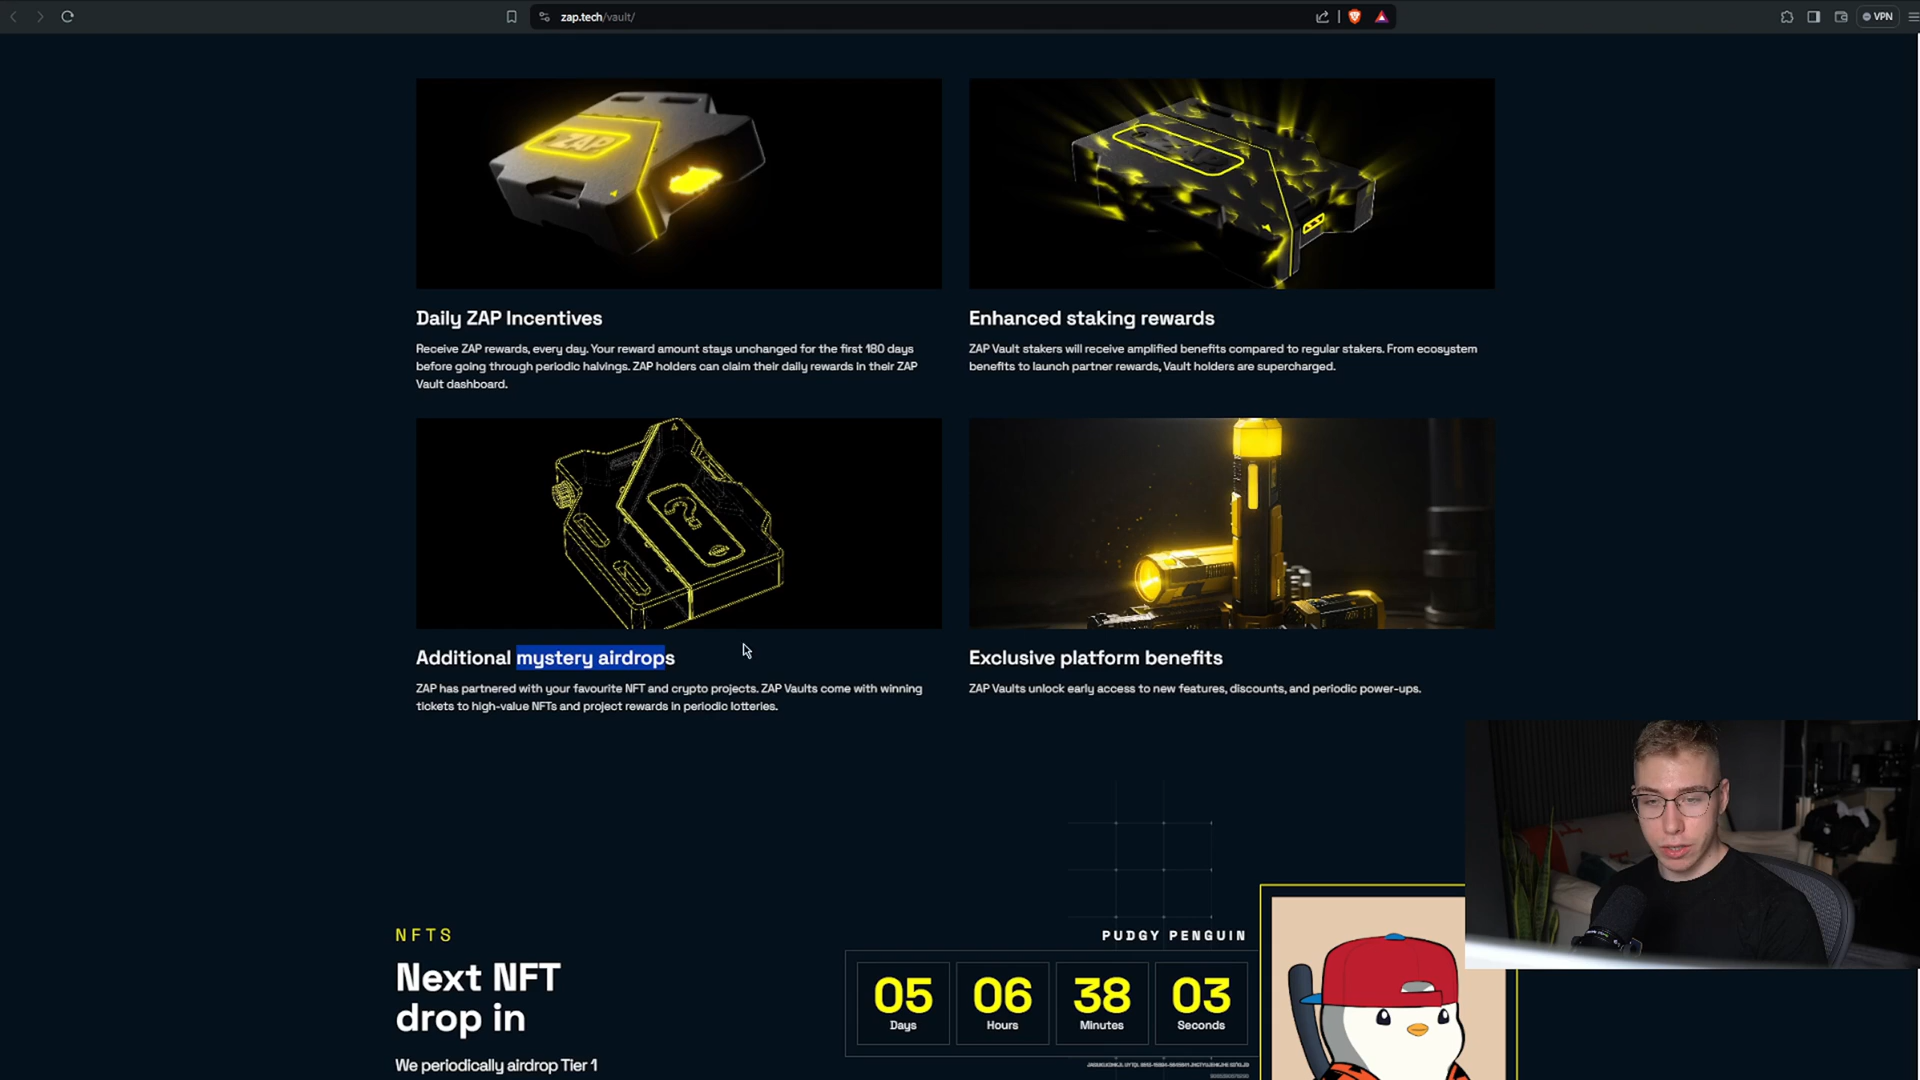 zap.tech/vault/
VPN
ZAP
Daily ZAP Incentives
Enhanced staking rewards
Receive ZAP rewards, every day. Your reward amount stays unchanged for the first 180 days
before going through periodic halvings. ZAP holders can claim their daily rewards in their ZAP
Vault dashboard.
ZAP Vault stakers will receive amplified benefits compared to regular stakers. From ecosystem
benefits to launch partner rewards, Vault holders are supercharged.
?
Additional mystery airdrops
Exclusive platform benefits
ZAP has partnered with your favourite NFT and crypto projects. ZAP Vaults come with winning
tickets to high-value NFTs and project rewards in periodic lotteries.
ZAP Vaults unlock early access to new features, discounts, and periodic power-ups.
NFTS
PUDGY PENGUIN
Next NFT
drop in
05 06 38 03
Days Hours Minutes Seconds
We periodically airdrop Tier 1